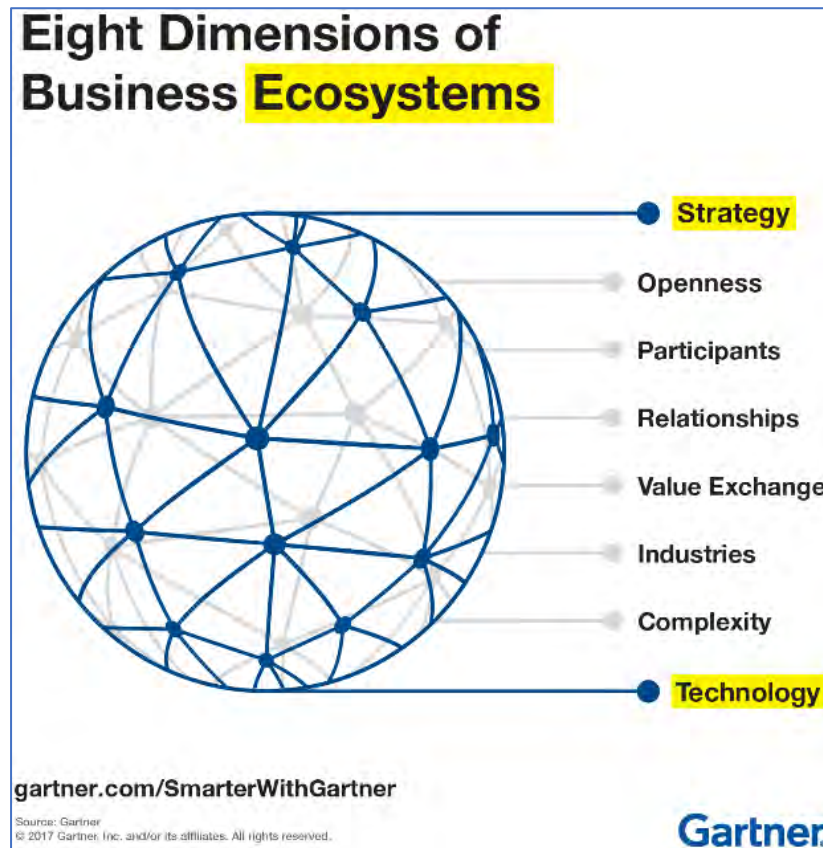 Eight Dimensions of
Business Ecosystems
Strategy
Openness
Participants
Relationships
Value Exchange
Industries
Complexity
Technology
gartner.com/SmarterWithGartner
Source: Gartner
© 2017 Gartner, Inc. and/or its affiliates. All rights reserved.
Gartner.